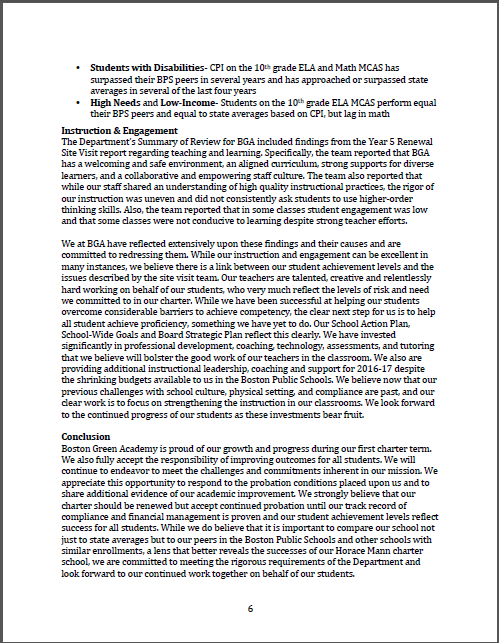 • Students with Disabilities- CPI on the 10th grade ELA and Math MCAS has
surpassed their BPS peers in several years and has approached or surpassed state
averages in several of the last four years
• High Needs and Low-Income- Students on the 10th grade ELA MCAS perform equal
their BPS peers and equal to state averages based on CPI, but lag in math
Instruction & Engagement
The Department's Summary of Review for BGA included findings from the Year 5 Renewal
Site Visit report regarding teaching and learning. Specifically, the team reported that BGA
has a welcoming and safe environment, an aligned curriculum, strong supports for diverse
learners, and a collaborative and empowering staff culture. The team also reported that
while our staff shared an understanding of high quality instructional practices, the rigor of
our instruction was uneven and did not consistently ask students to use higher-order
thinking skills. Also, the team reported that in some classes student engagement was low
and that some classes were not conducive to learning despite strong teacher efforts.
We at BGA have reflected extensively upon these findings and their causes and are
committed to redressing them. While our instruction and engagement can be excellent in
many instances, we believe there is a link between our student achievement levels and the
issues described by the site visit team. Our teachers are talented, creative and relentlessly
hard working on behalf of our students, who very much reflect the levels of risk and need
we committed to in our charter. While we have been successful at helping our students
overcome considerable barriers to achieve competency, the clear next step for us is to help
all student achieve proficiency, something we have yet to do. Our School Action Plan,
School-Wide Goals and Board Strategic Plan reflect this clearly. We have invested
significantly in professional development, coaching, technology, assessments, and tutoring
that we believe will bolster the good work of our teachers in the classroom. We also are
providing additional instructional leadership, coaching and support for 2016-17 despite
the shrinking budgets available to us in the Boston Public Schools. We believe now that our
previous challenges with school culture, physical setting, and compliance are past, and our
clear work is to focus on strengthening the instruction in our classrooms. We look forward
to the continued progress of our students as these investments bear fruit.
Conclusion
Boston Green Academy is proud of our growth and progress during our first charter term.
We also fully accept the responsibility of improving outcomes for all students. We will
continue to endeavor to meet the challenges and commitments inherent in our mission. We
appreciate this opportunity to respond to the probation conditions placed upon us and to
share additional evidence of our academic improvement. We strongly believe that our
charter should be renewed but accept continued probation until our track record of
compliance and financial management is proven and our student achievement levels reflect
success for all students. While we do believe that it is important to compare our school not
just to state averages but to our peers in the Boston Public Schools and other schools with
similar enrollments, a lens that better reveals the successes of our Horace Mann charter
school, we are committed to meeting the rigorous requirements of the Department and
look forward to our continued work together on behalf of our students.
6